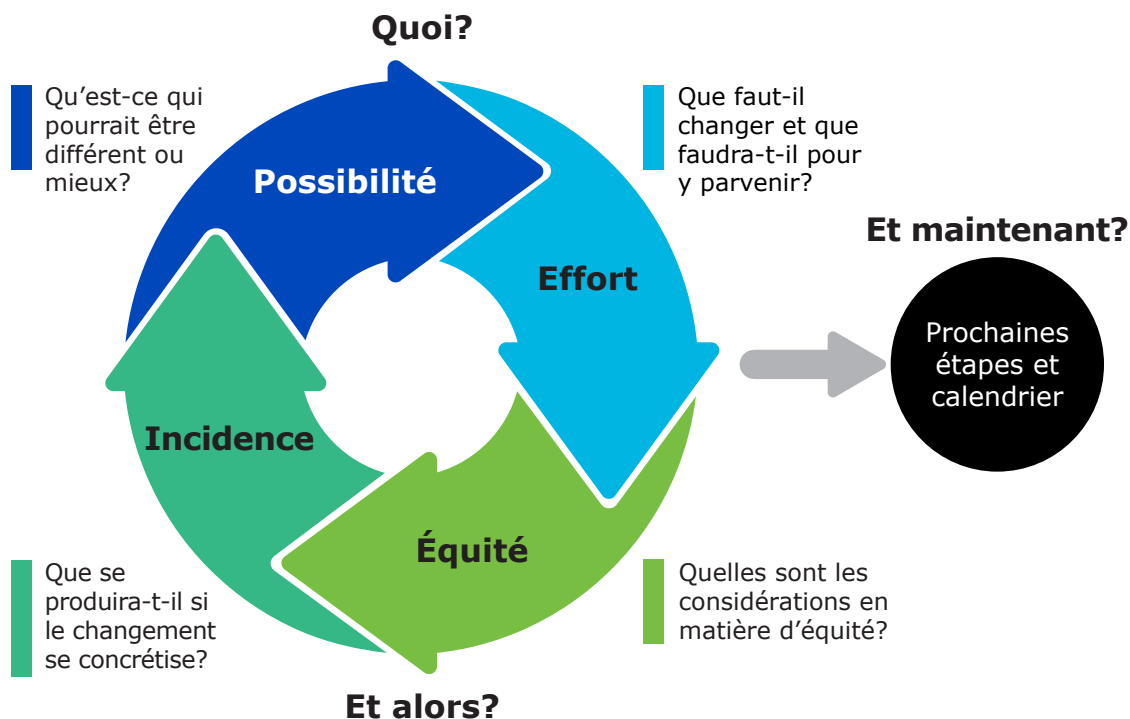 Quoi?
Qu’est-ce qui
pourrait être
différent ou
mieux?
Possibilité
Que faut-il
changer et que
faudra-t-il pour
y parvenir?
Effort
Et maintenant?
Prochaines
étapes et
calendrier
Équité
Quelles sont les
considérations en
matière d’équité?
Incidence
Que se
produira-t-il si
le changement
se concrétise?
Et alors?